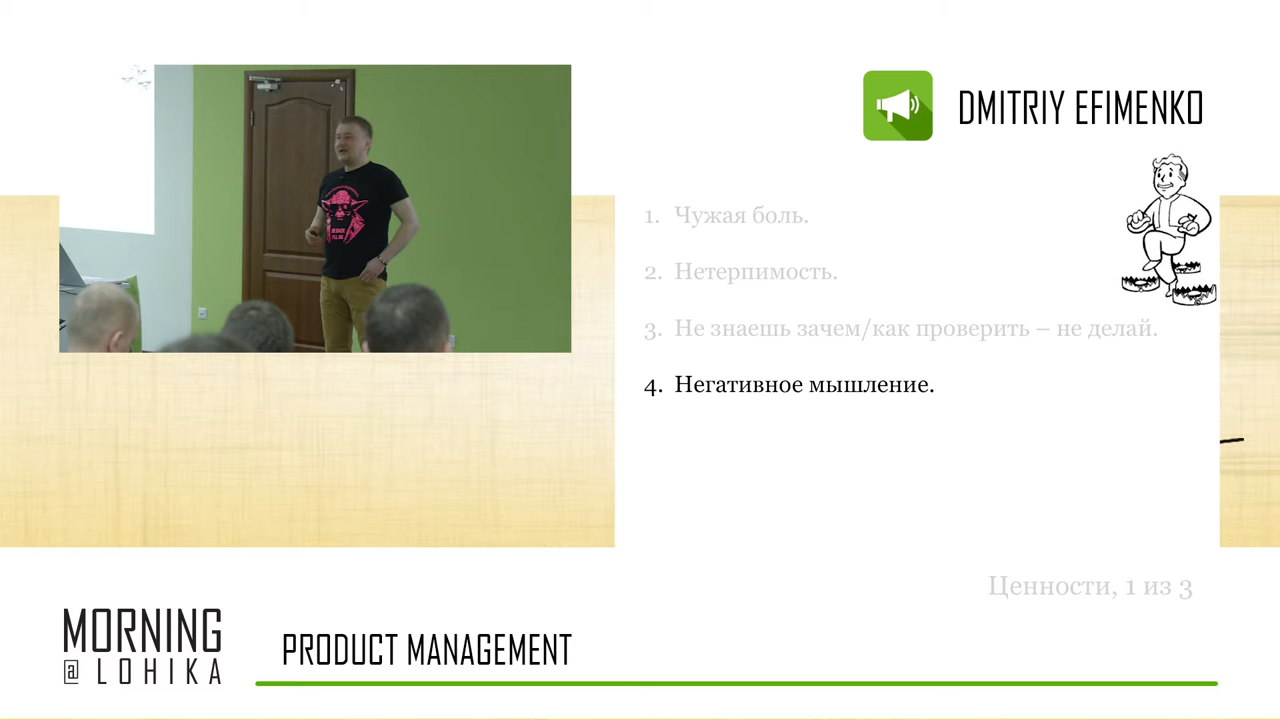 DMITRIY EFIMENKO
1. Чужая боль.
2. Нетерпимость.
3. Не знаешь зачем/как проверить – не делай.
4. Негативное мышление.
Ценности, 1 из 3
MORNING
@ LOHIKA
PRODUCT MANAGEMENT